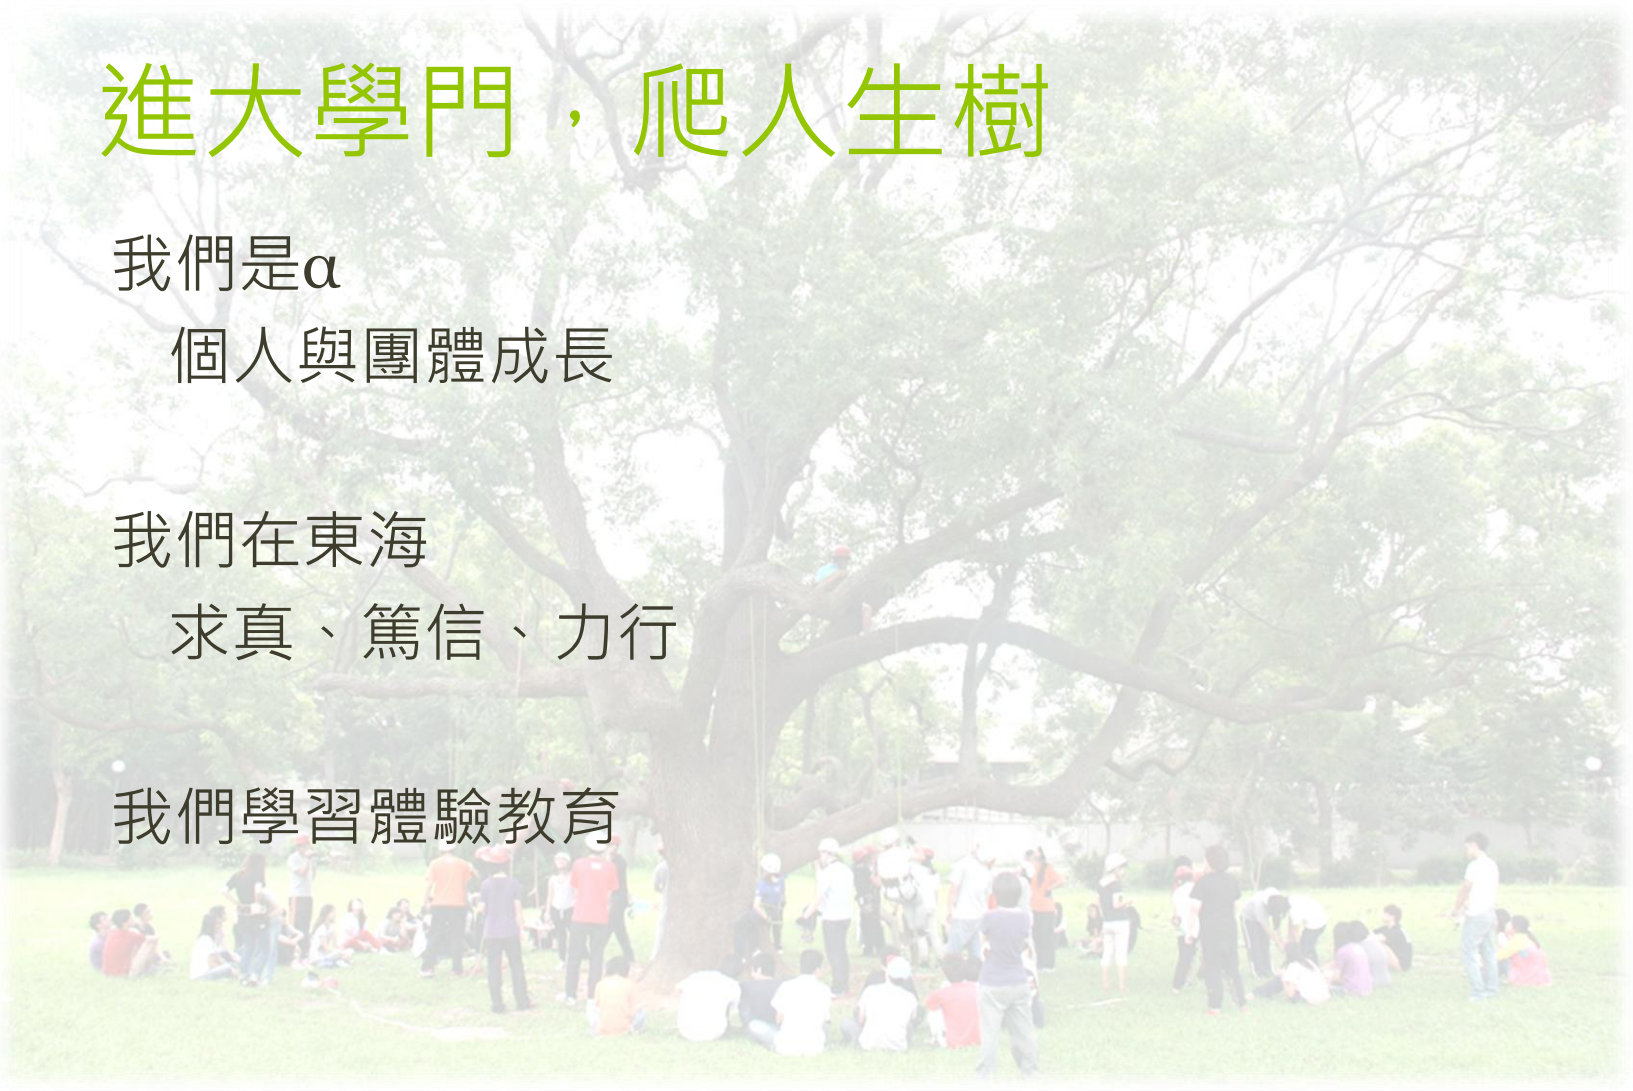 進大學門，爬人生樹
我們是α
個人與團體成長
我們在東海
求真、篤信、力行
我們學習體驗教育